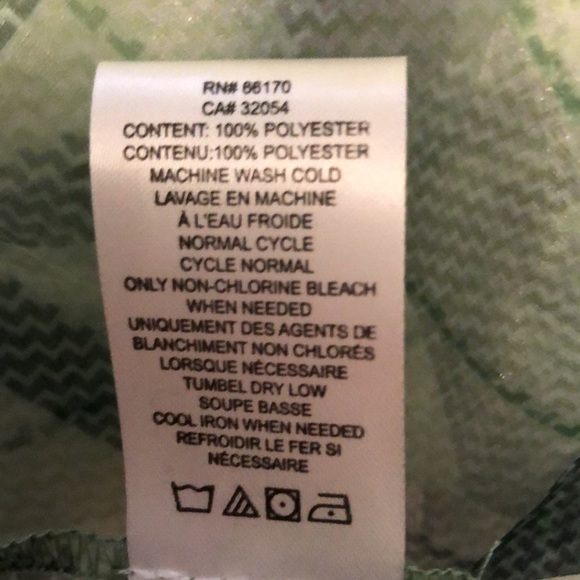 RN# 86170
CA# 32054
CONTENT: 100% POLYESTER
CONTENU:100% POLYESTER
MACHINE WASH COLD
LAVAGE EN MACHINE
À L'EAU FROIDE
NORMAL CYCLE
CYCLE NORMAL
ONLY NON-CHLORINE BLEACH
WHEN NEEDED
UNIQUEMENT DES AGENTS DE
BLANCHIMENT NON CHLORÉS
LORSQUE NÉCESSAIRE
TUMBEL DRY LOW
SOUPE BASSE
COOL IRON WHEN NEEDED
REFROIDIR LE FER SI
NÉCESSAIRE